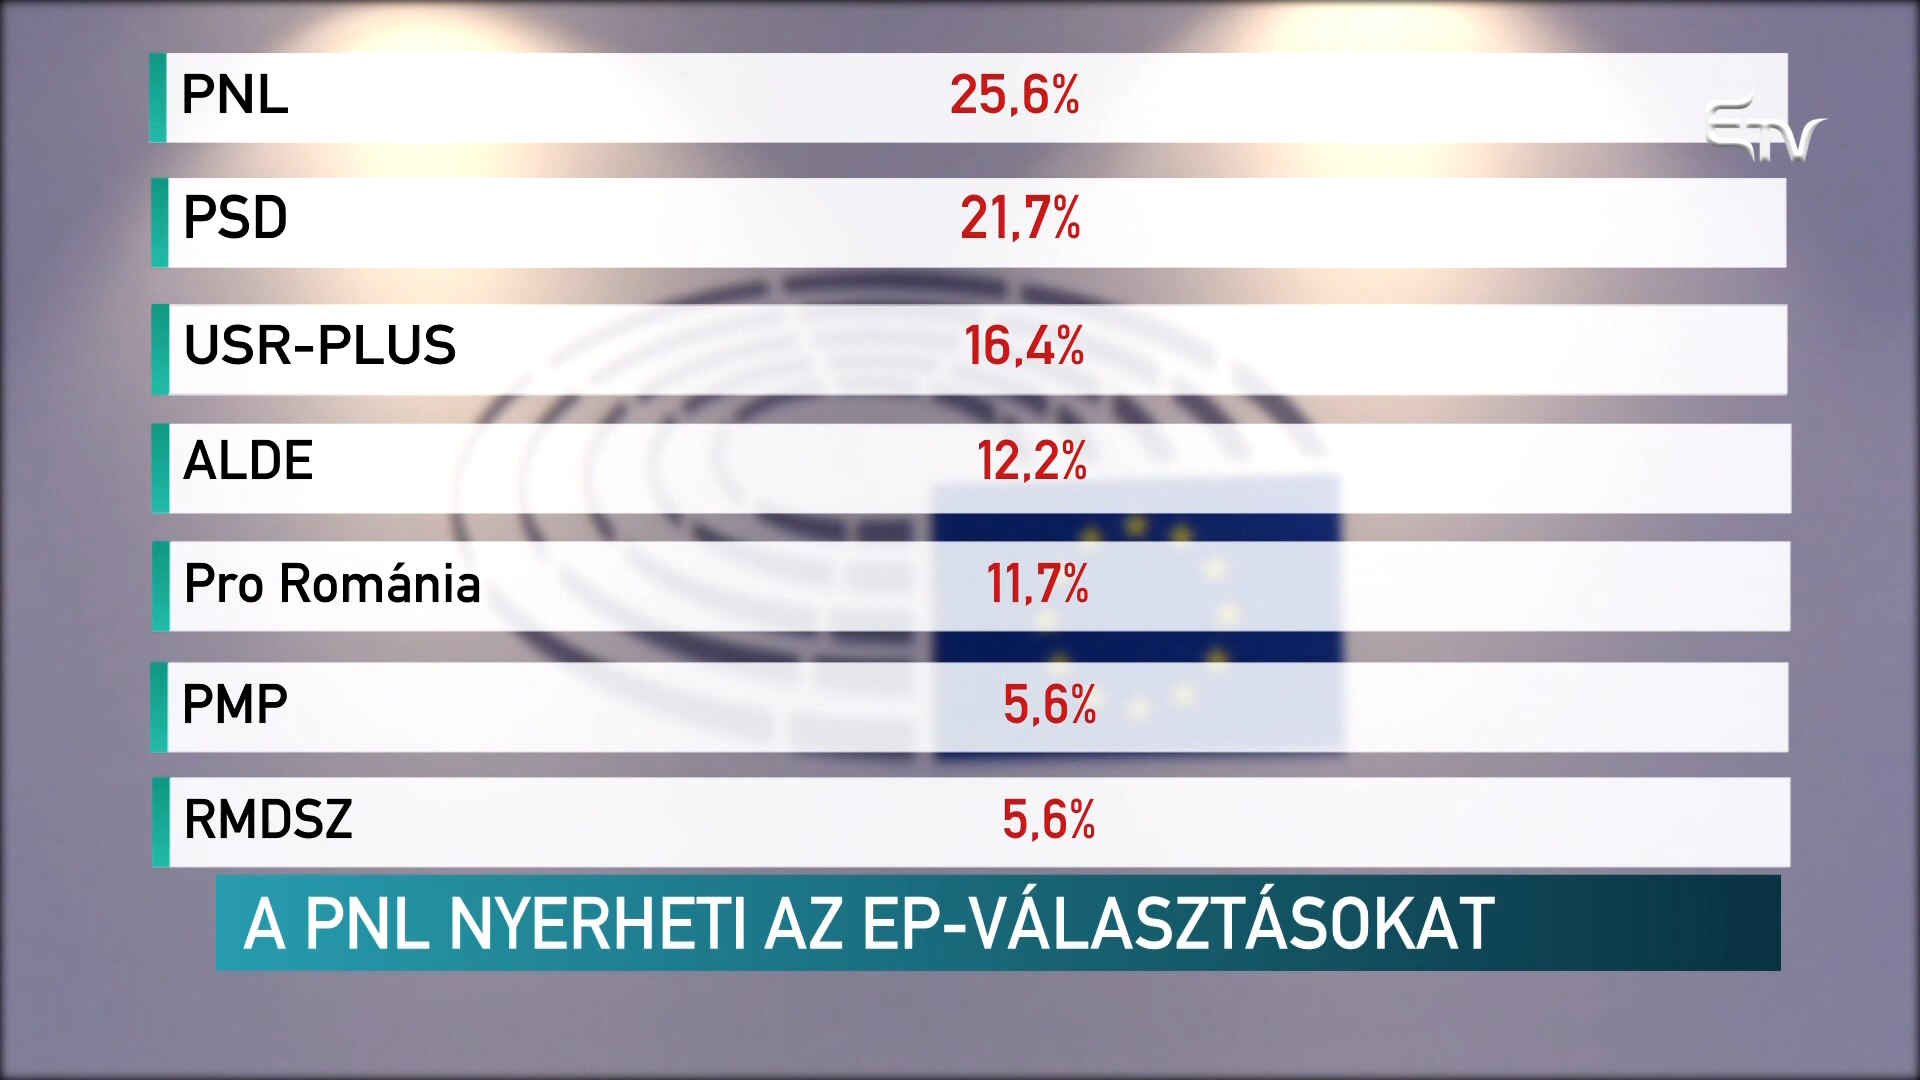 PNL 25,6%
ETV
PSD 21,7%
USR-PLUS 16,4%
ALDE 12,2%
Pro Románia 11,7%
PMP 5,6%
RMDSZ 5,6%
A PNL NYERHETI AZ EP-VÁLASZTÁSOKAT